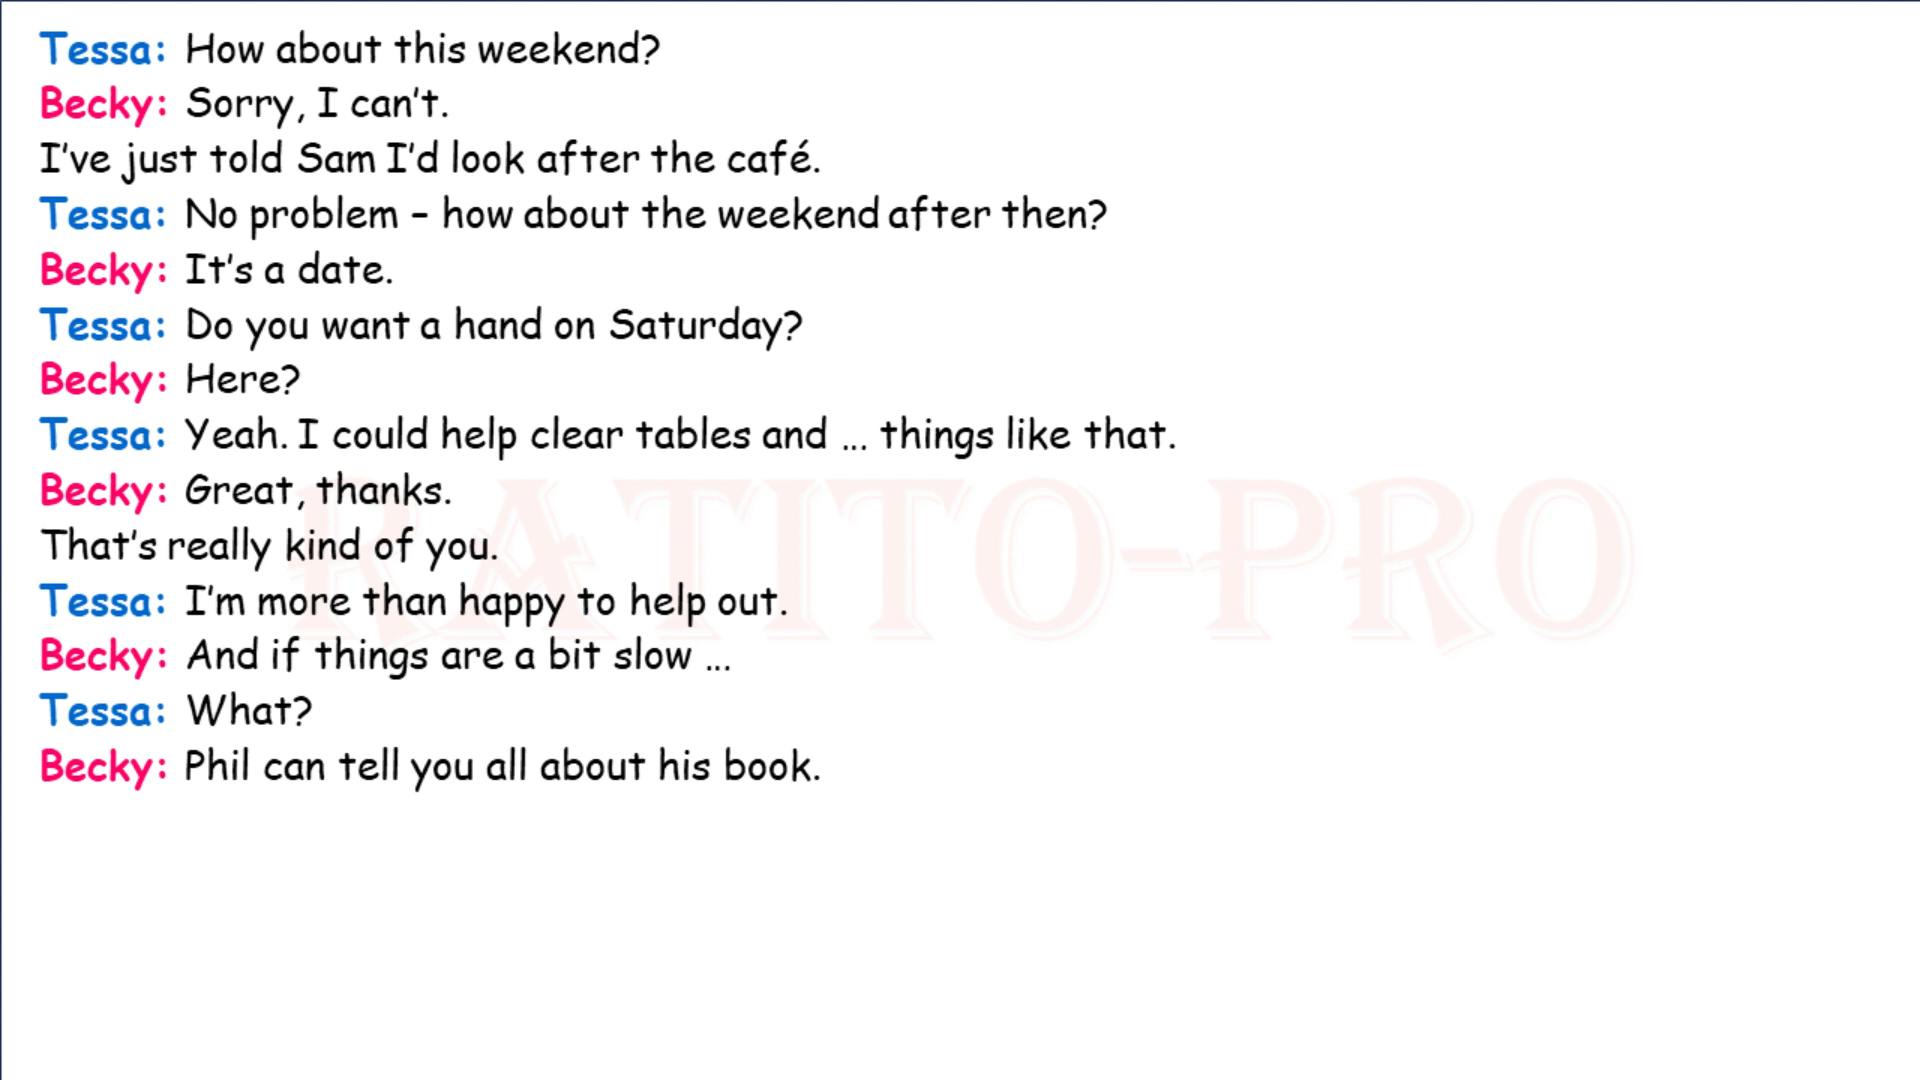 Tessa: How about this weekend?
Becky: Sorry, I can't.
I've just told Sam I'd look after the café.
Tessa: No problem – how about the weekend after then?
Becky: It's a date.
Tessa: Do you want a hand on Saturday?
Becky: Here?
Tessa: Yeah. I could help clear tables and ... things like that.
Becky: Great, thanks.
That's really kind of you.
Tessa: I'm more than happy to help out.
Becky: And if things are a bit slow ...
Tessa: What?
Becky: Phil can tell you all about his book.
RATITO-PRO